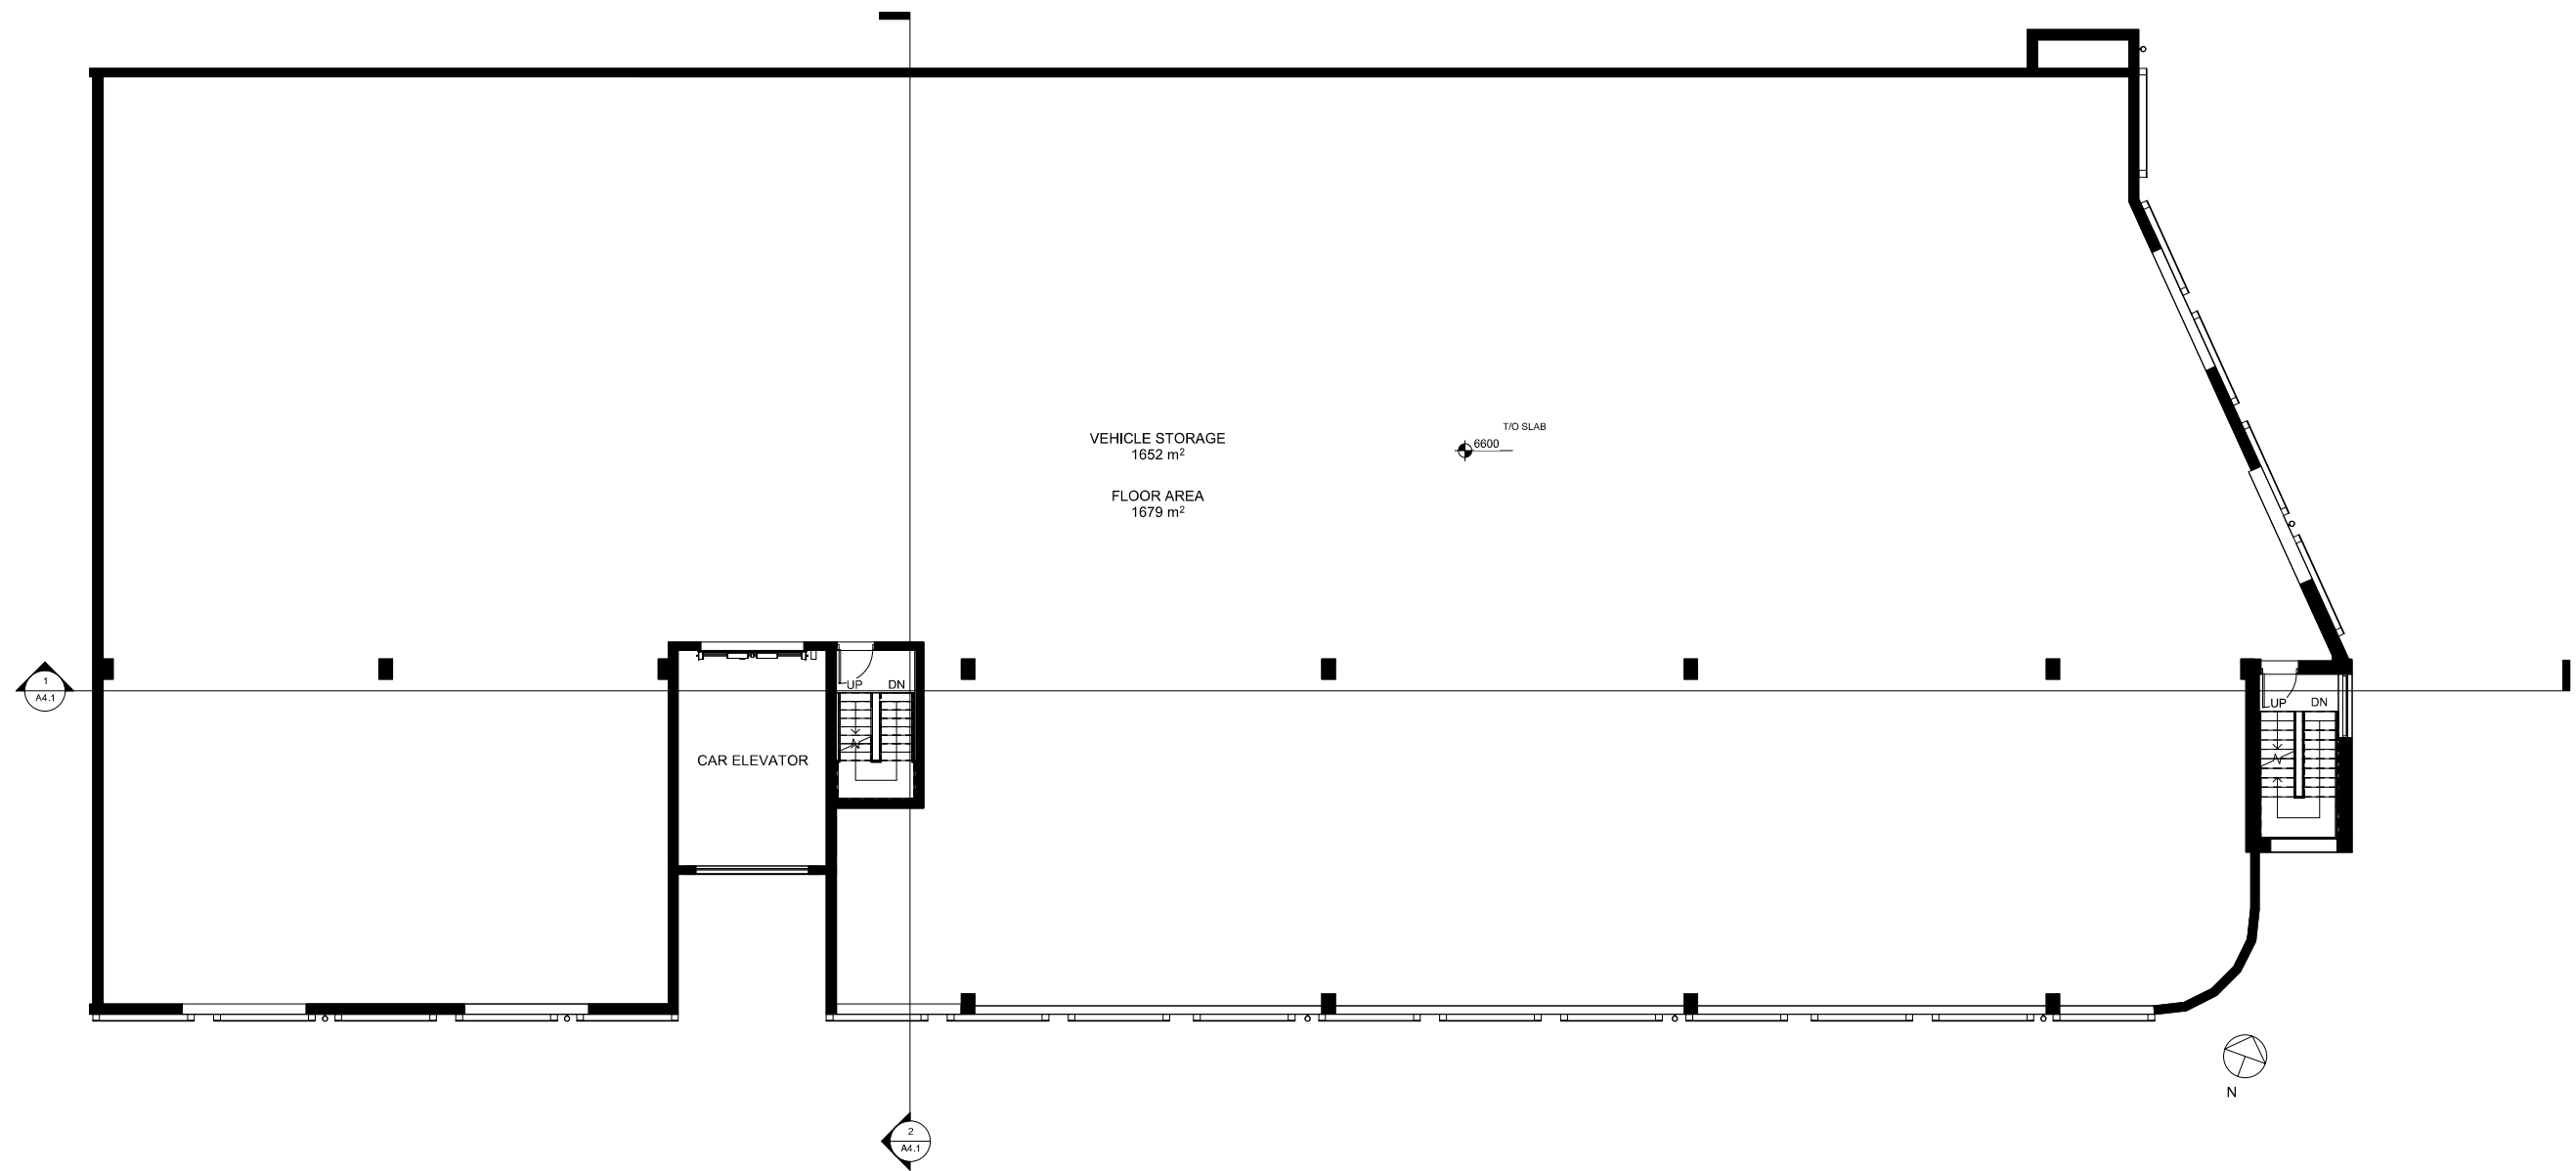 VEHICLE STORAGE
1652 m²
FLOOR AREA
1679 m²
T/O SLAB
6600
1
A4.1
UP DN
UP DN
CAR ELEVATOR
N
2
A4.1